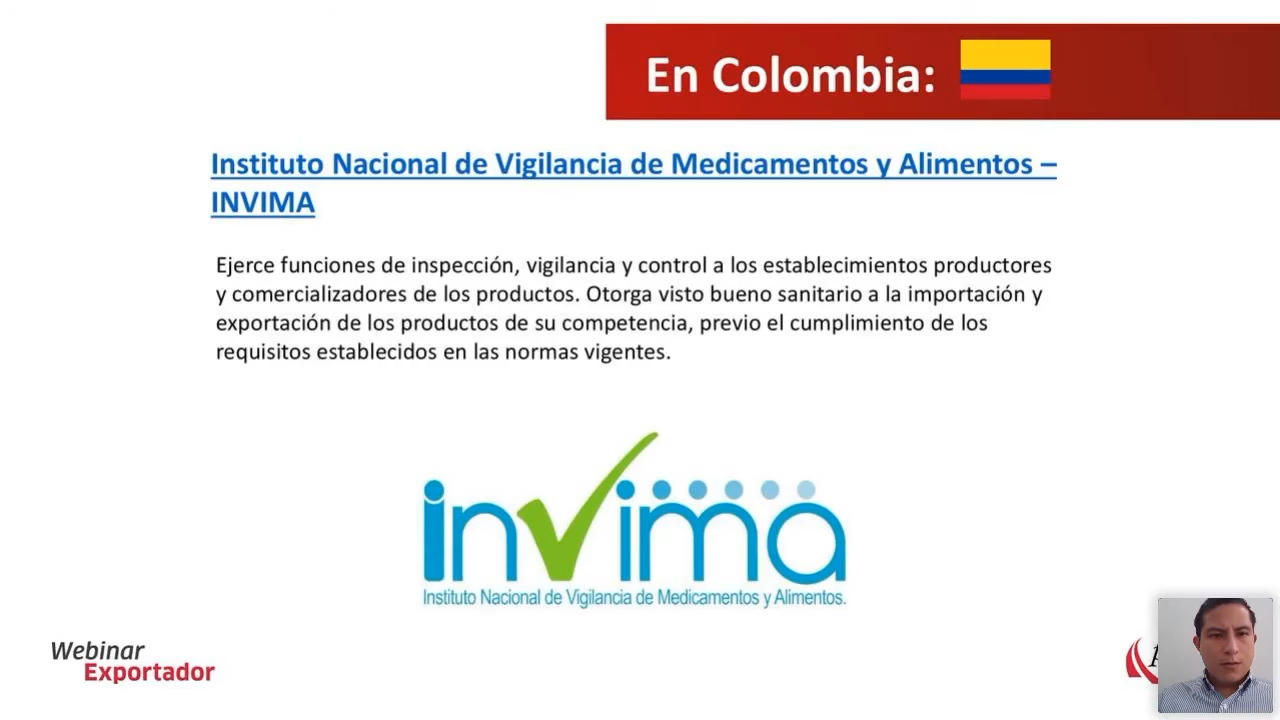 En Colombia:
Instituto Nacional de Vigilancia de Medicamentos y Alimentos –
INVIMA
Ejerce funciones de inspección, vigilancia y control a los establecimientos productores
y comercializadores de los productos. Otorga visto bueno sanitario a la importación y
exportación de los productos de su competencia, previo el cumplimiento de los
requisitos establecidos en las normas vigentes.
invima
Instituto Nacional de Vigilancia de Medicamentos y Alimentos.
Webinar
Exportador